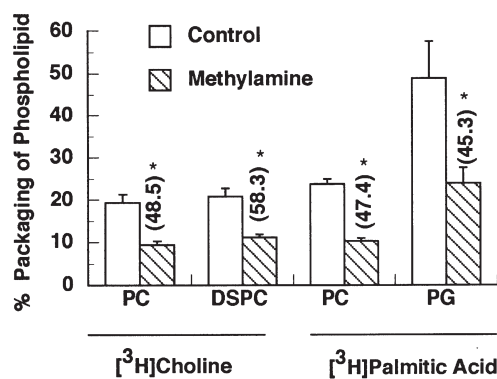 % Packaging of Phospholipid
60
50
40
30
20
10
0
Control
Methylamine
(48.5) *
(58.3) *
(47.4) *
(45.3) *
PC DSPC PC PG
[³H]Choline [³H]Palmitic Acid